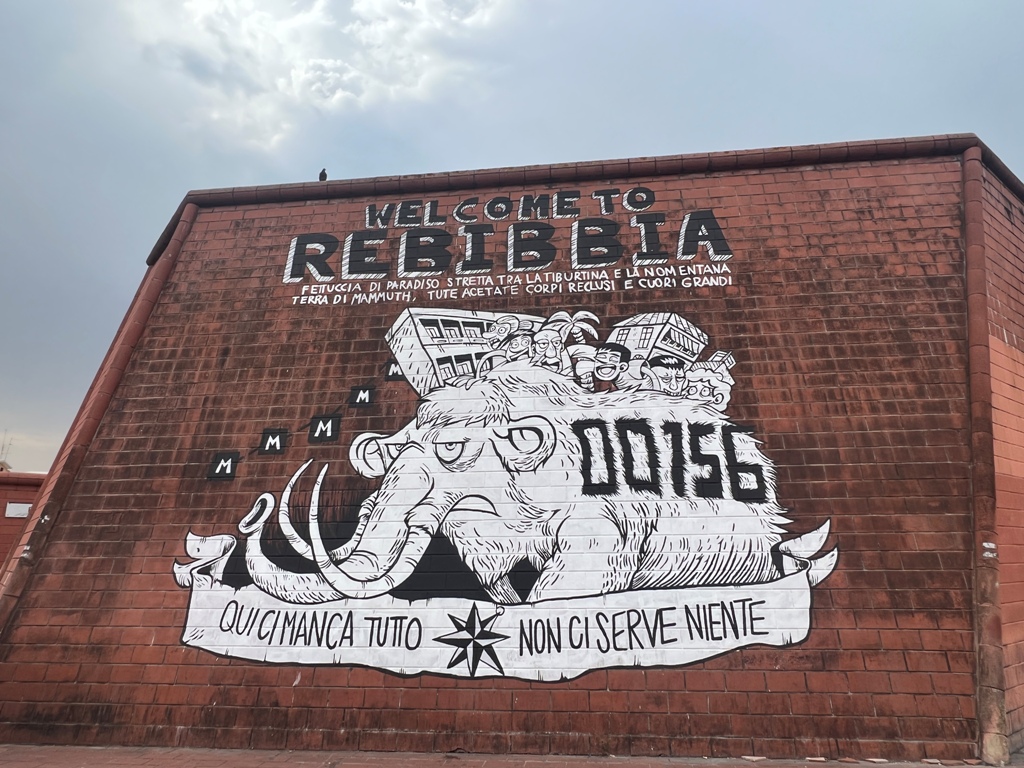 WELCOME TO
REBIBBIA
FETTUCCIA DI PARADISO STRETTA TRA LA TIBURTINA E LA NOMENTANA
TERRA DI MAMMUTH, TUTE ACETATE CORPI RECLUSI E CUORI GRANDI
M
M
M
M
M
00156
QUI CI MANCA TUTTO NON CI SERVE NIENTE